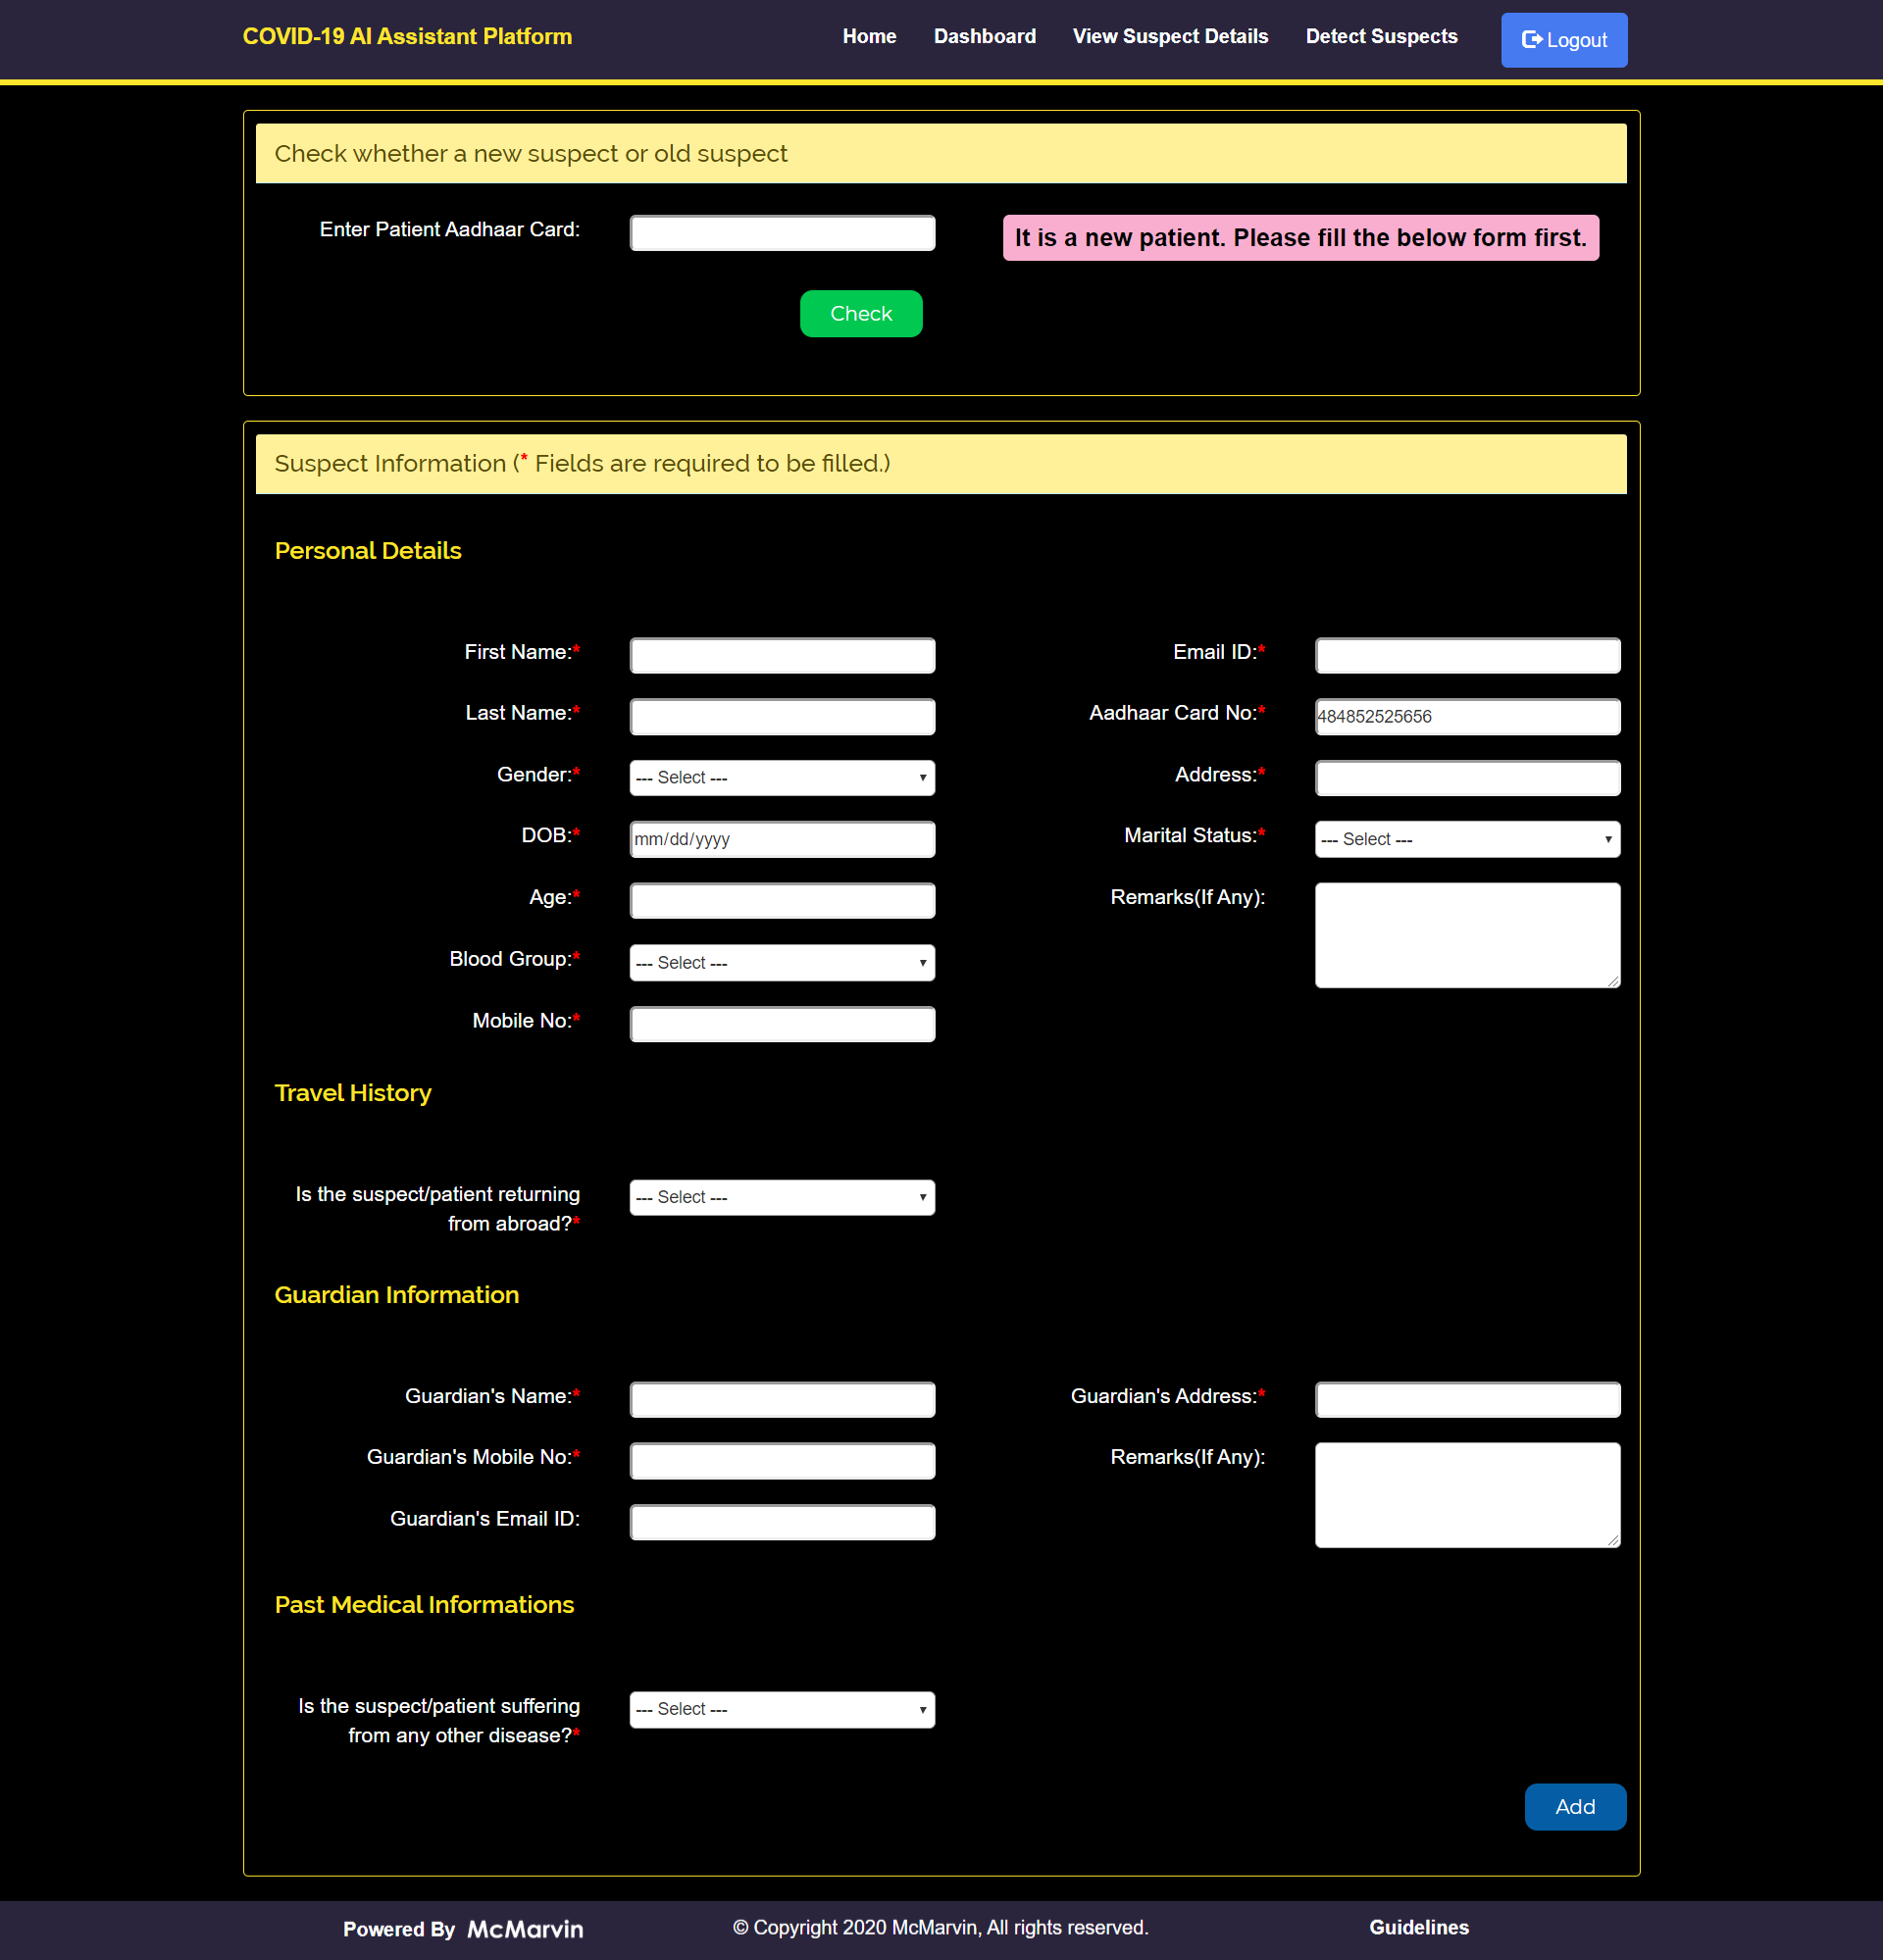 COVID-19 AI Assistant Platform
Home
Dashboard
View Suspect Details
Detect Suspects
Logout
Check whether a new suspect or old suspect
Enter Patient Aadhaar Card:
It is a new patient. Please fill the below form first.
Check
Suspect Information (* Fields are required to be filled.)
Personal Details
First Name:*
Email ID:*
Last Name:*
Aadhaar Card No:*
484852525656
Gender:*
--- Select ---
Address:*
DOB:*
mm/dd/yyyy
Marital Status:*
--- Select ---
Age:*
Remarks(If Any):
Blood Group:*
--- Select ---
Mobile No:*
Travel History
Is the suspect/patient returning
from abroad?*
--- Select ---
Guardian Information
Guardian's Name:*
Guardian's Address:*
Guardian's Mobile No:*
Remarks(If Any):
Guardian's Email ID:
Past Medical Informations
Is the suspect/patient suffering
from any other disease?*
--- Select ---
Add
Powered By McMarvin
© Copyright 2020 McMarvin, All rights reserved.
Guidelines